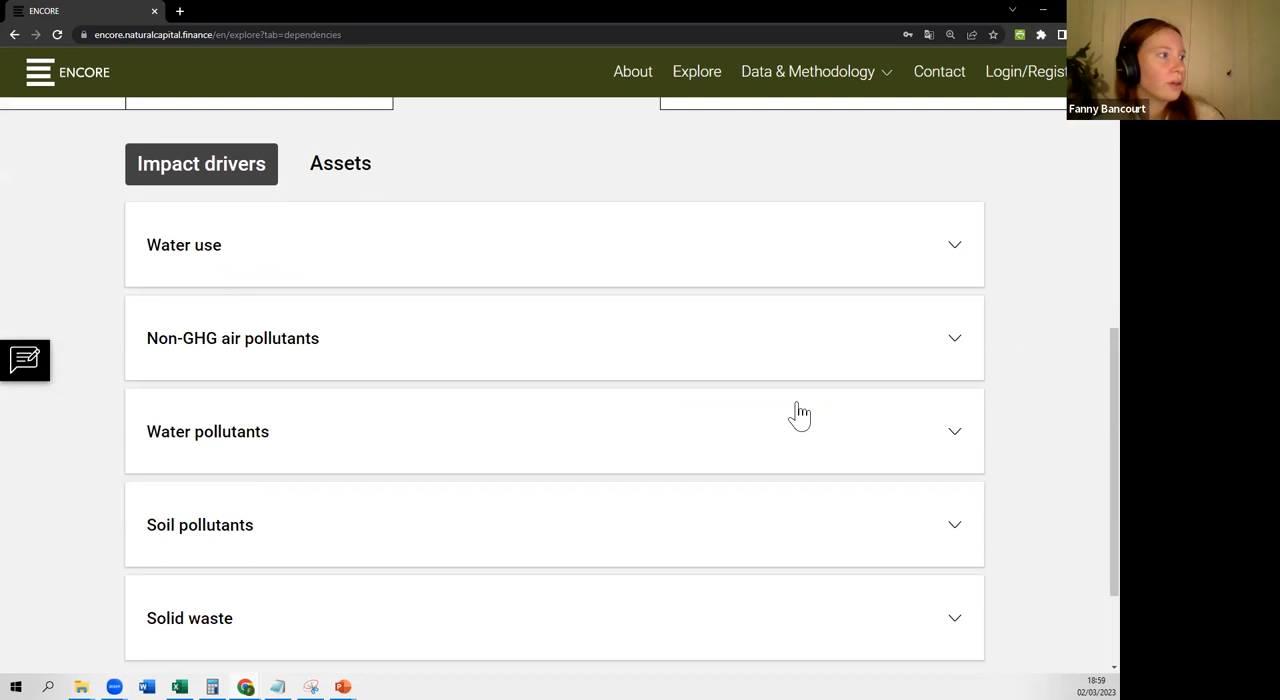 ENCORE
encore.naturalcapital.finance/en/explore?tab=dependencies
ENCORE
About
Explore
Data & Methodology
Contact
Login/Regist
Fanny Bancourt
Impact drivers
Assets
Water use
Non-GHG air pollutants
Water pollutants
Soil pollutants
Solid waste
zoom
18:59
02/03/2023